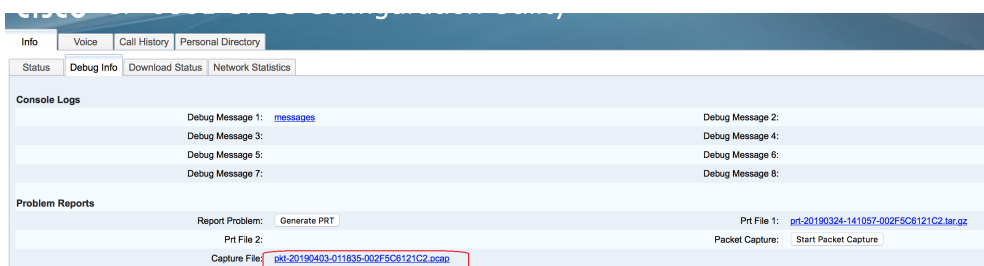 Info Voice Call History Personal Directory
Status Debug Info Download Status Network Statistics
Console Logs
Debug Message 1: messages Debug Message 2:
Debug Message 3: Debug Message 4:
Debug Message 5: Debug Message 6:
Debug Message 7: Debug Message 8:
Problem Reports
Report Problem: Generate PRT Prt File 1: prt-20190324-141057-002F5C6121C2.tar.gz
Prt File 2: Packet Capture: Start Packet Capture
Capture File: pkt-20190403-011835-002F5C6121C2.pcap